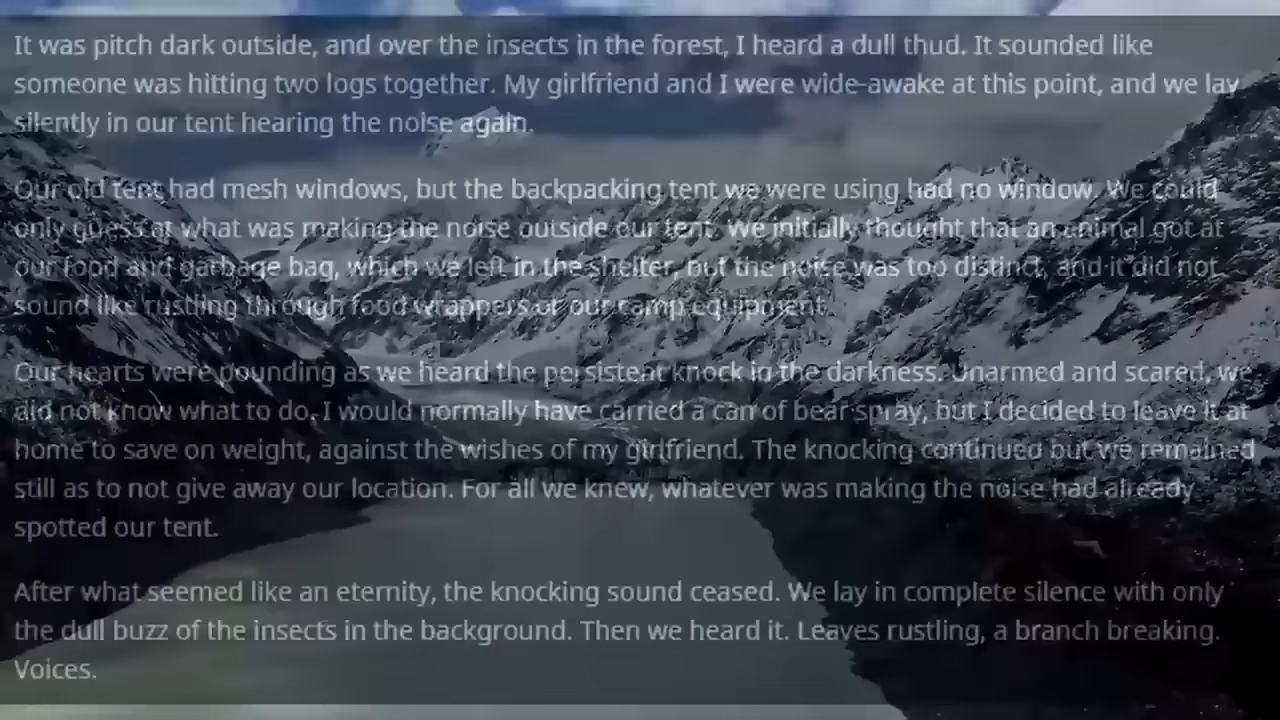 It was pitch dark outside, and over the insects in the forest, I heard a dull thud. It sounded like
someone was hitting two logs together. My girlfriend and I were wide-awake at this point, and we lay
silently in our tent hearing the noise again.
Our old tent had mesh windows, but the backpacking tent we were using had no window. We could
only guess at what was making the noise outside our tent. We initially thought that an animal got at
our food and garbage bag, which we left in the shelter, but the noise was too distinct, and it did not
sound like rustling through food wrappers or our camp equipment.
Our hearts were pounding as we heard the persistent knock in the darkness. Unarmed and scared, we
did not know what to do. I would normally have carried a can of bear spray, but I decided to leave it at
home to save on weight, against the wishes of my girlfriend. The knocking continued but we remained
still as to not give away our location. For all we knew, whatever was making the noise had already
spotted our tent.
After what seemed like an eternity, the knocking sound ceased. We lay in complete silence with only
the dull buzz of the insects in the background. Then we heard it. Leaves rustling, a branch breaking.
Voices.